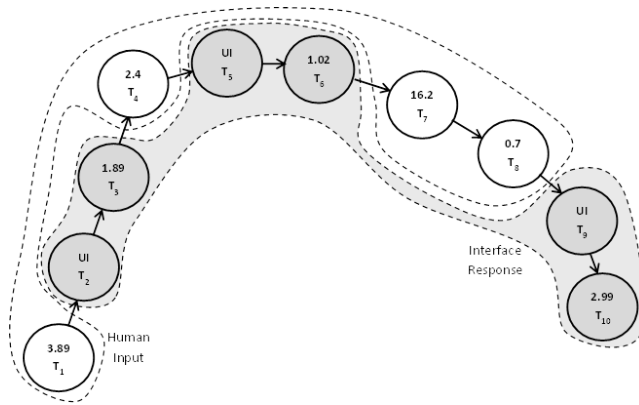 3.89
T1
UI
T2
1.89
T3
2.4
T4
UI
T5
1.02
T6
16.2
T7
0.7
T8
UI
T9
2.99
T10
Human
Input
Interface
Response